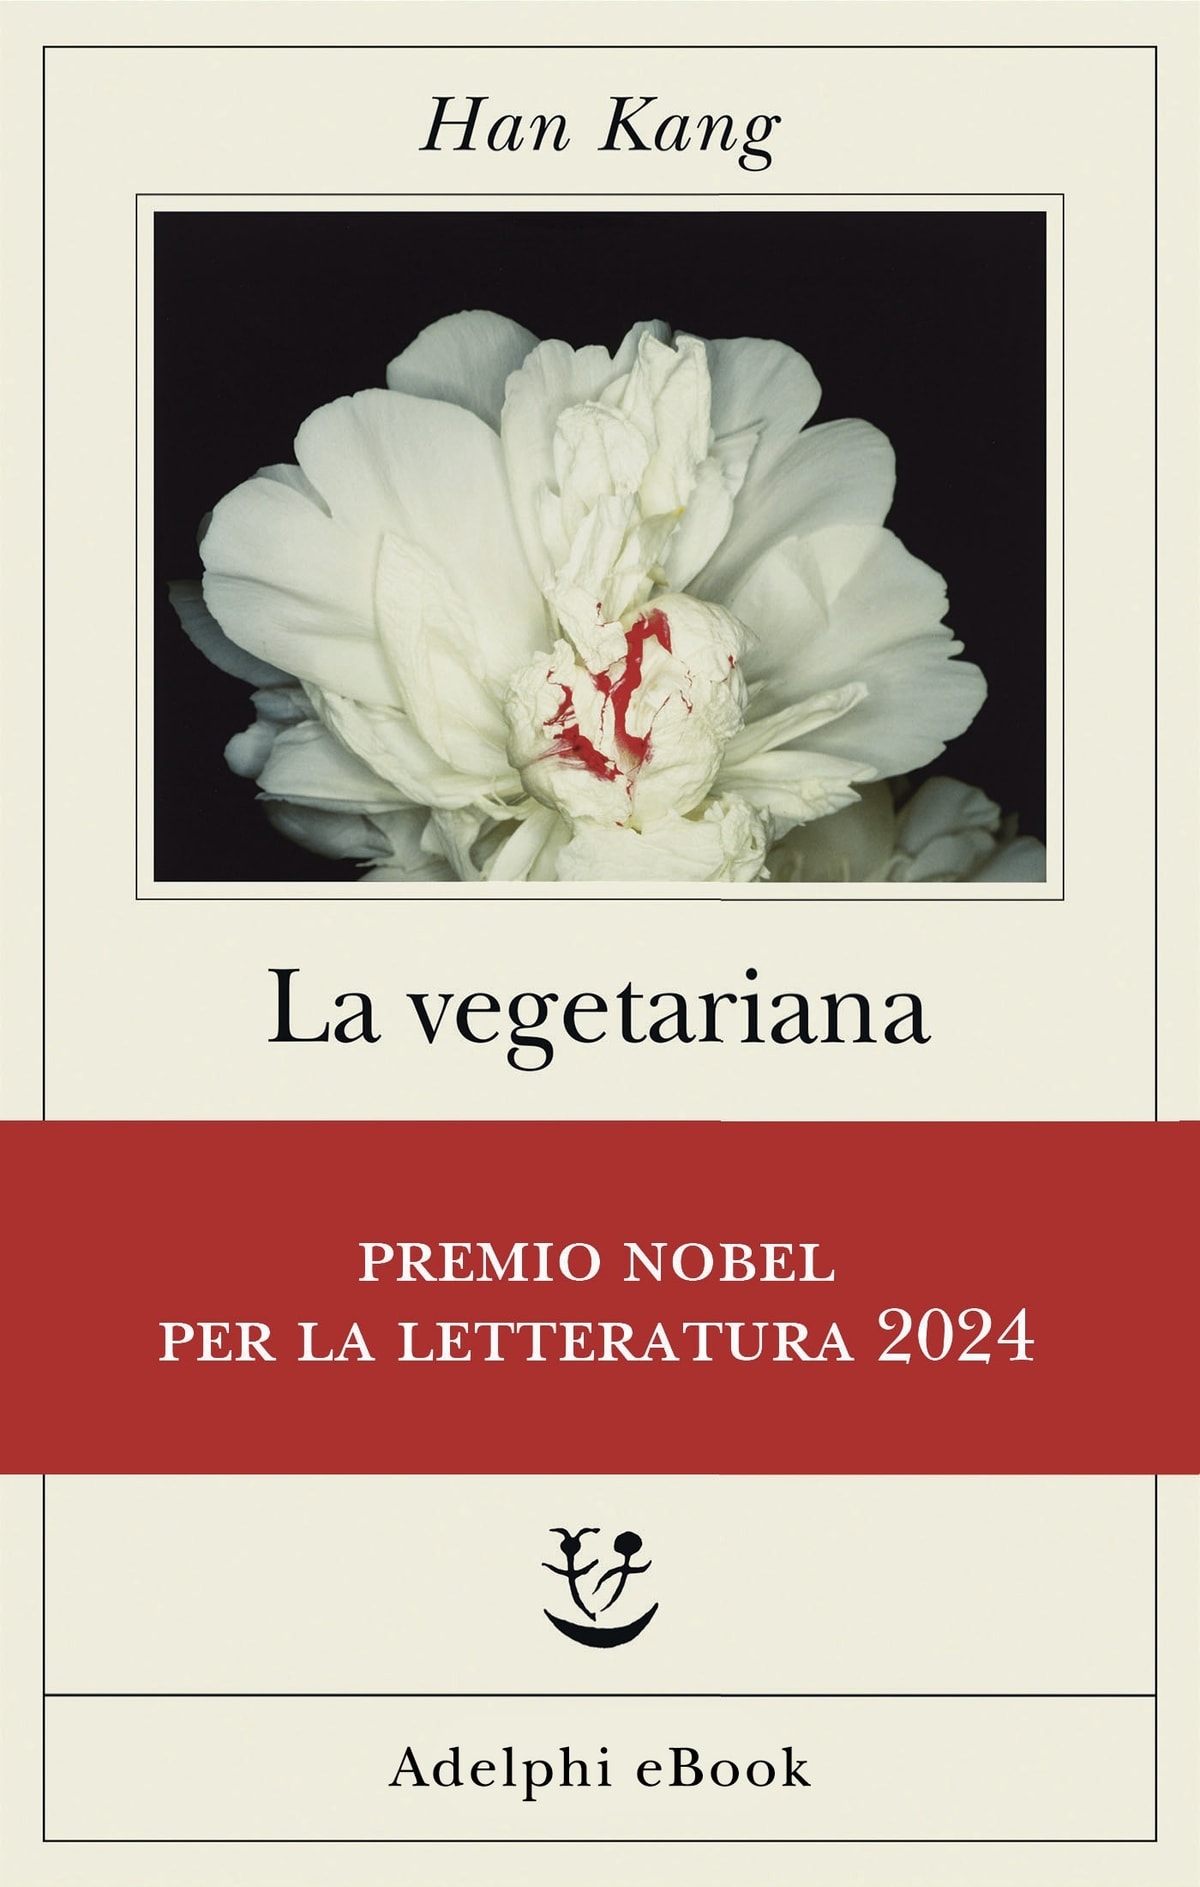 Han Kang
La vegetariana
PREMIO NOBEL
PER LA LETTERATURA 2024
Adelphi eBook